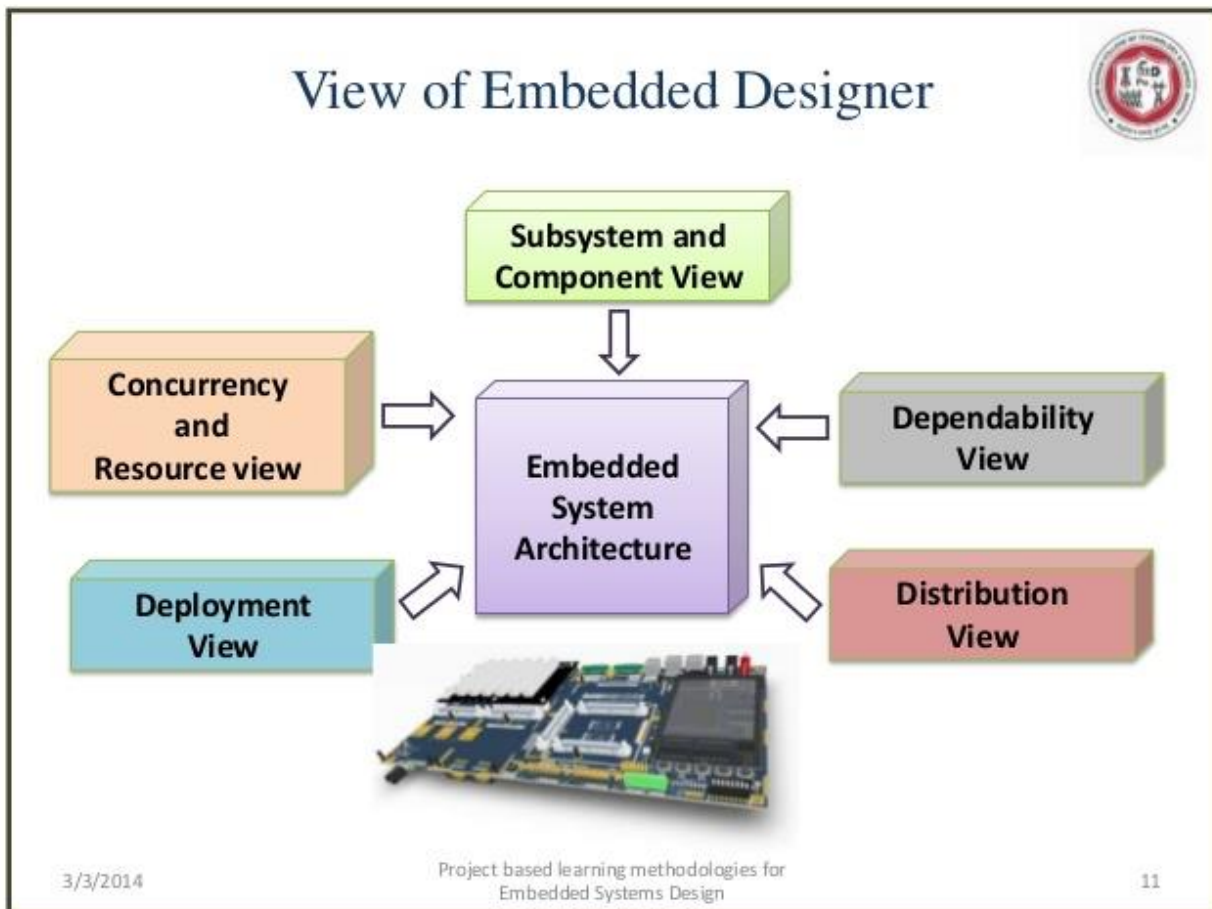 View of Embedded Designer
Subsystem and
Component View
Concurrency
and
Resource view
Embedded
System
Architecture
Dependability
View
Deployment
View
Distribution
View
3/3/2014
Project based learning methodologies for
Embedded Systems Design
11